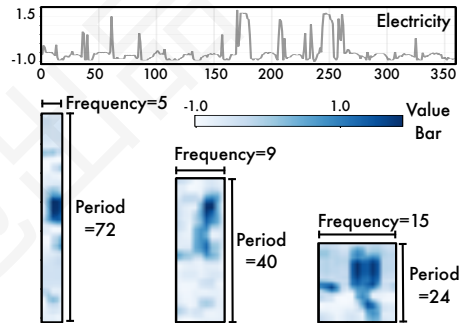 1.5
Electricity
-1.0
0 50 100 150 200 250 300 350
Frequency=5
-1.0 1.0 Value
Bar
Frequency=9
Period
=72
Frequency=15
Period
=40
Period
=24